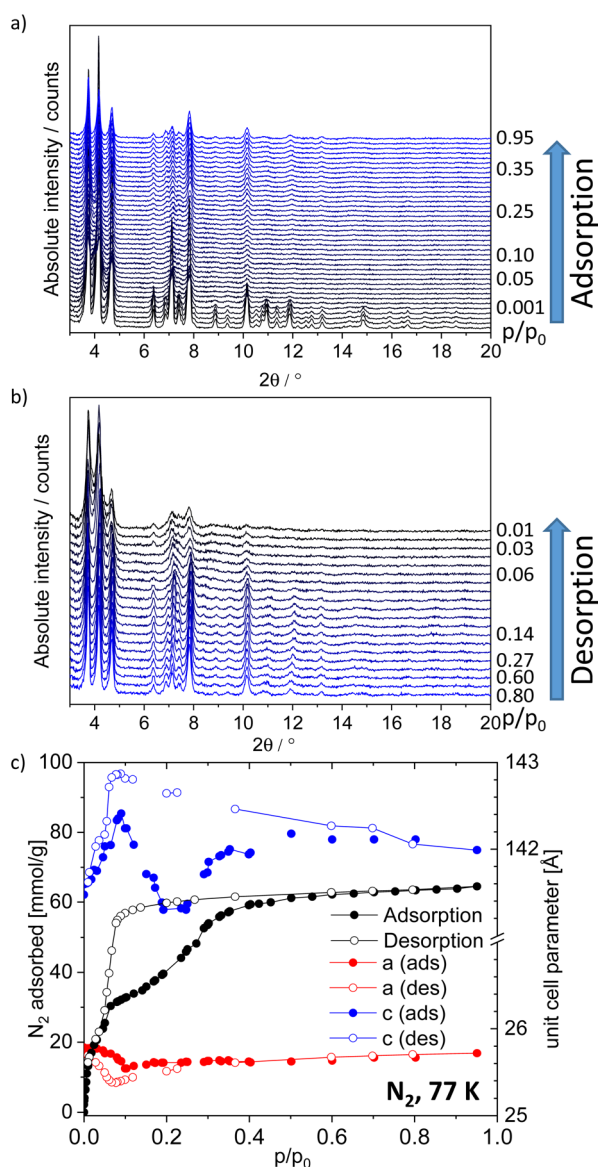 a)
Absolute intensity / counts
0.95
0.35
0.25
0.10
0.05
0.001
p/p0
Adsorption
4 6 8 10 12 14 16 18 20
2θ / °
b)
Absolute intensity / counts
0.01
0.03
0.06
0.14
0.27
0.60
0.80
p/p0
Desorption
4 6 8 10 12 14 16 18 20
2θ / °
c)
100
80
60
40
20
0
N2 adsorbed [mmol/g]
143
142
26
25
unit cell parameter [Å]
Adsorption
Desorption
a (ads)
a (des)
c (ads)
c (des)
N2, 77 K
0.0 0.2 0.4 0.6 0.8 1.0
p/p0